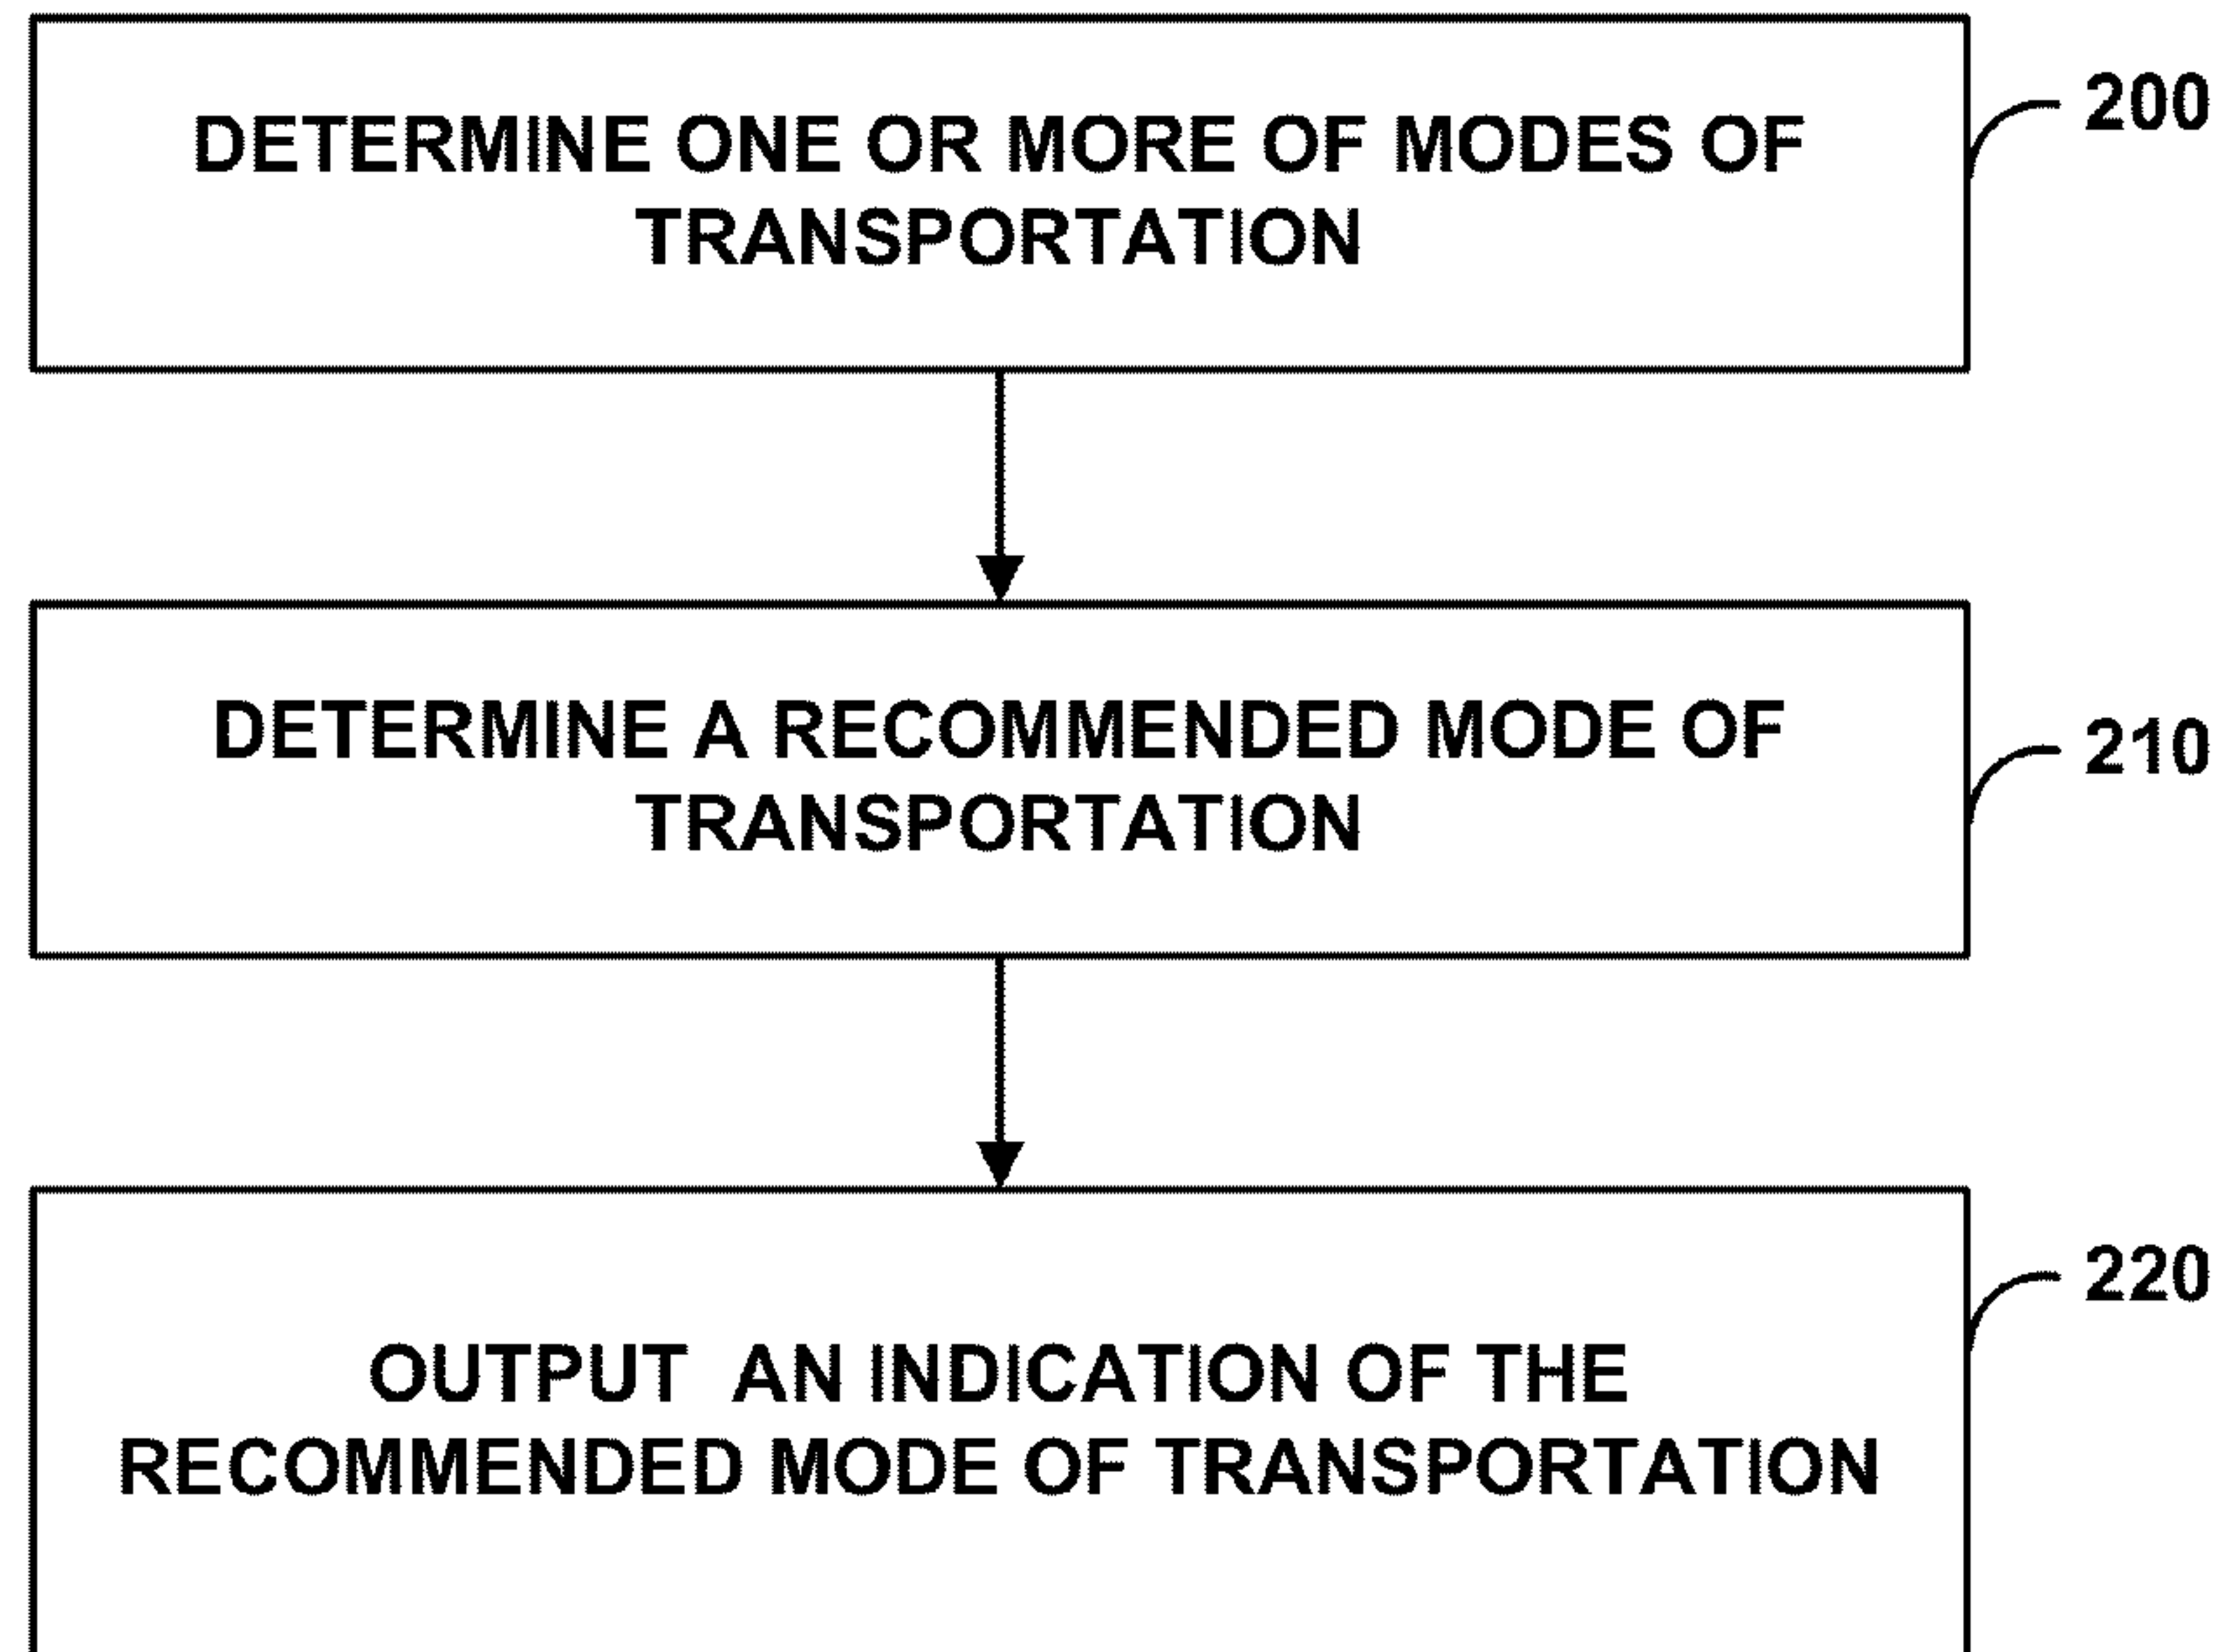 DETERMINE ONE OR MORE OF MODES OF
TRANSPORTATION
200
DETERMINE A RECOMMENDED MODE OF
TRANSPORTATION
210
OUTPUT AN INDICATION OF THE
RECOMMENDED MODE OF TRANSPORTATION
220